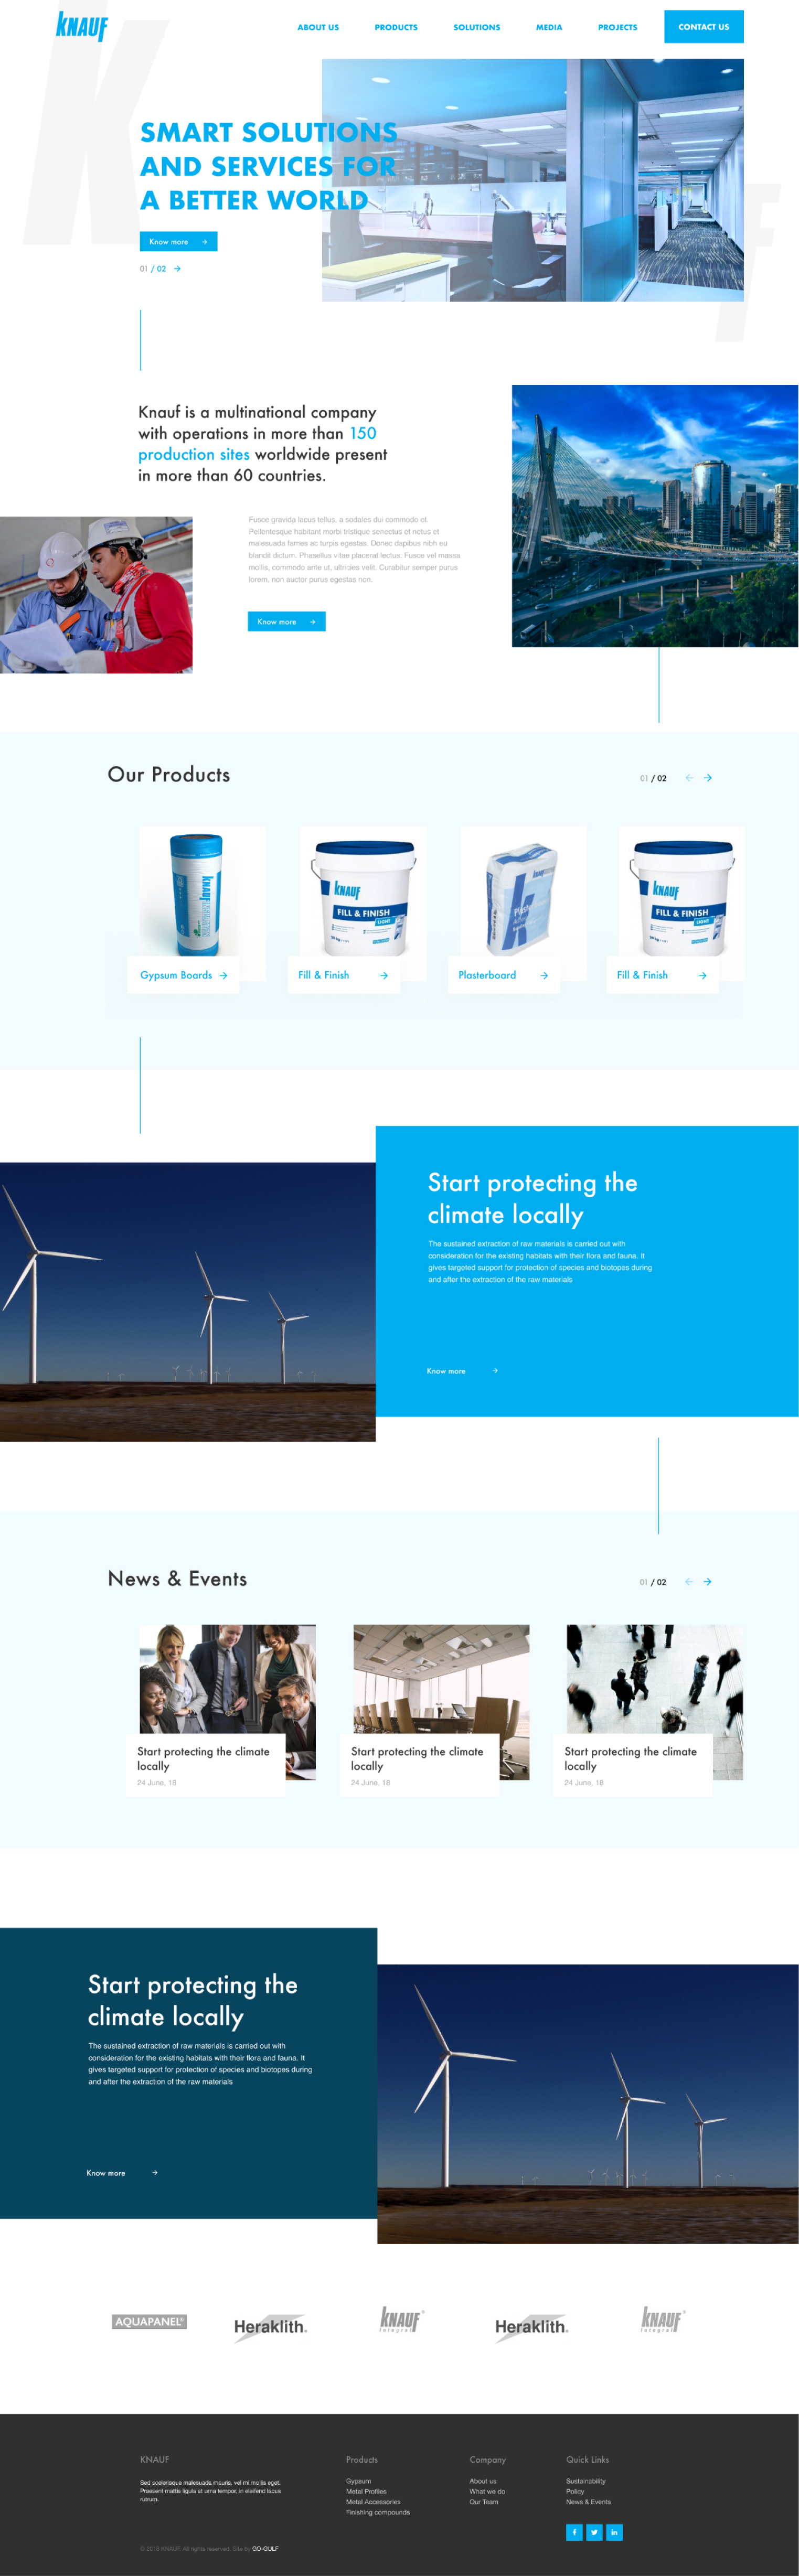 KNAUF
ABOUT US
PRODUCTS
SOLUTIONS
MEDIA
PROJECTS
CONTACT US
SMART SOLUTIONS
AND SERVICES FOR
A BETTER WORLD
Know more →
01 / 02 →
Knauf is a multinational company
with operations in more than 150
production sites worldwide present
in more than 60 countries.
Fusce gravida lacus tellus, a sodales dui commodo et.
Pellentesque habitant morbi tristique senectus et netus et
malesuada fames ac turpis egestas. Donec dapibus nibh eu
blandit dictum. Phasellus vitae placerat lectus. Fusce vel massa
mollis, commodo ante ut, ultricies velit. Curabitur semper purus
lorem, non auctor purus egestas non.
Know more →
Our Products
01 / 02 ← →
KNAUF
KNAUF
FILL & FINISH
LIGHT
KNAUF
FILL & FINISH
LIGHT
Gypsum Boards →
Fill & Finish →
Plasterboard →
Fill & Finish →
Start protecting the
climate locally
The sustained extraction of raw materials is carried out with
consideration for the existing habitats with their flora and fauna. It
gives targeted support for protection of species and biotopes during
and after the extraction of the raw materials
Know more →
News & Events
01 / 02 ← →
Start protecting the climate
locally
24 June, 18
Start protecting the climate
locally
24 June, 18
Start protecting the climate
locally
24 June, 18
Start protecting the
climate locally
The sustained extraction of raw materials is carried out with
consideration for the existing habitats with their flora and fauna. It
gives targeted support for protection of species and biotopes during
and after the extraction of the raw materials
Know more →
AQUAPANEL®
Heraklith.
KNAUF®
Integral
Heraklith.
KNAUF®
Integral
KNAUF
Sed scelerisque malesuada mauris, vel mi mollis eget.
Praesent mattis ligula at urna tempor, in eleifend lacus
rutrum.
© 2018 KNAUF. All rights reserved. Site by GO-GULF
Products
Gypsum
Metal Profiles
Metal Accessories
Finishing compounds
Company
About us
What we do
Our Team
Quick Links
Sustainability
Policy
News & Events